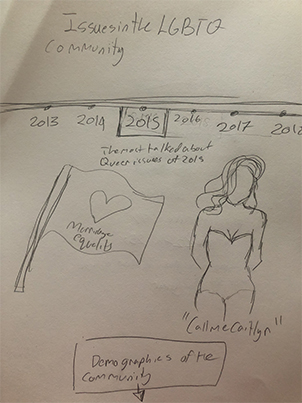 Issues in the LGBTQ
Community
2013 2014 2015 2016 2017 2018
The most talked about
Queer issues of 2015
Marriage
equality
"Call me Caitlyn"
Demographics of the
community